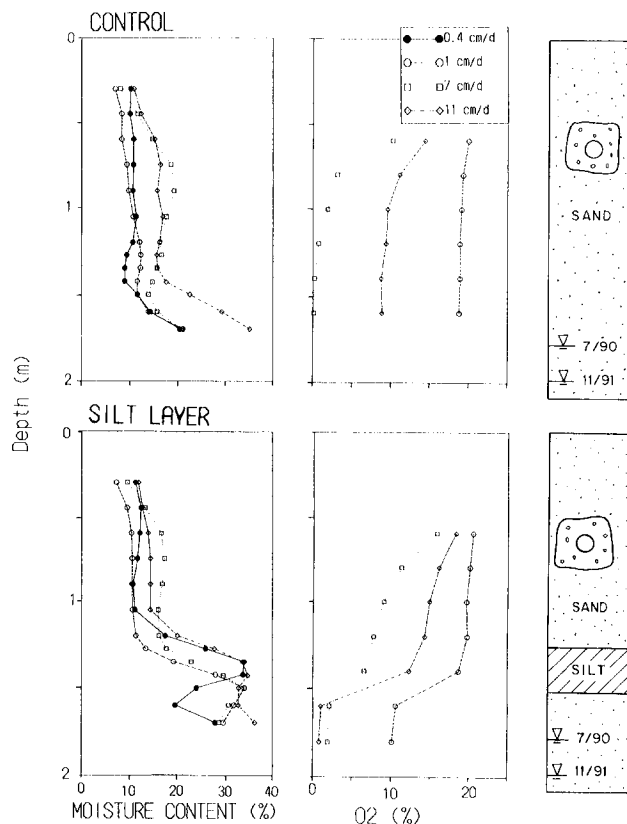 CONTROL
0
1
2
Depth (m)
0.4 cm/d
1 cm/d
7 cm/d
11 cm/d
SAND
7/90
11/91
SILT LAYER
0
1
2
0 10 20 30 40
MOISTURE CONTENT (%)
0 10 20
O2 (%)
SAND
SILT
7/90
11/91